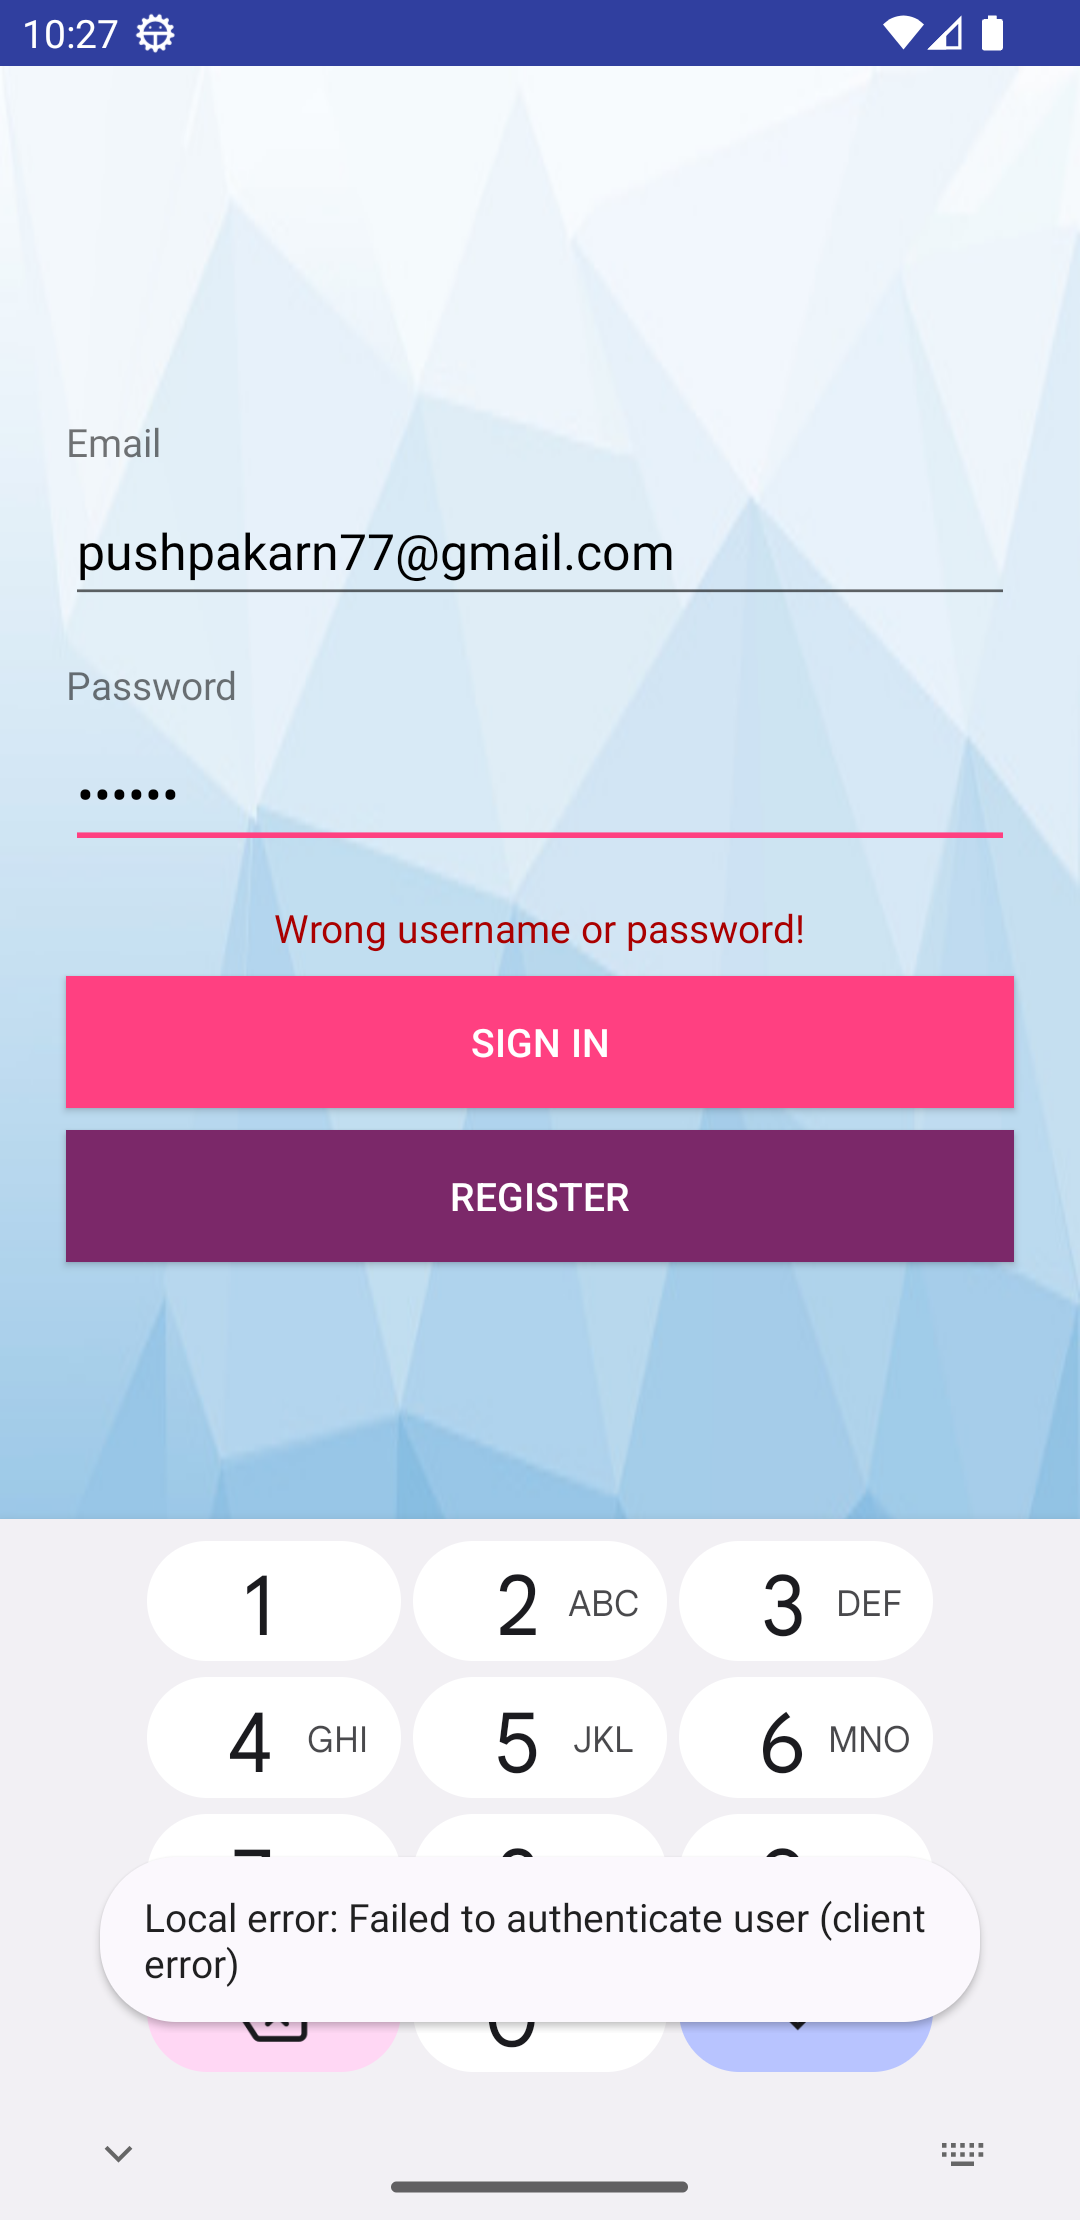 10:27
Email
pushpakarn77@gmail.com
Password
••••••
Wrong username or password!
SIGN IN
REGISTER
1
2 ABC
3 DEF
4 GHI
5 JKL
6 MNO
Local error: Failed to authenticate user (client
error)